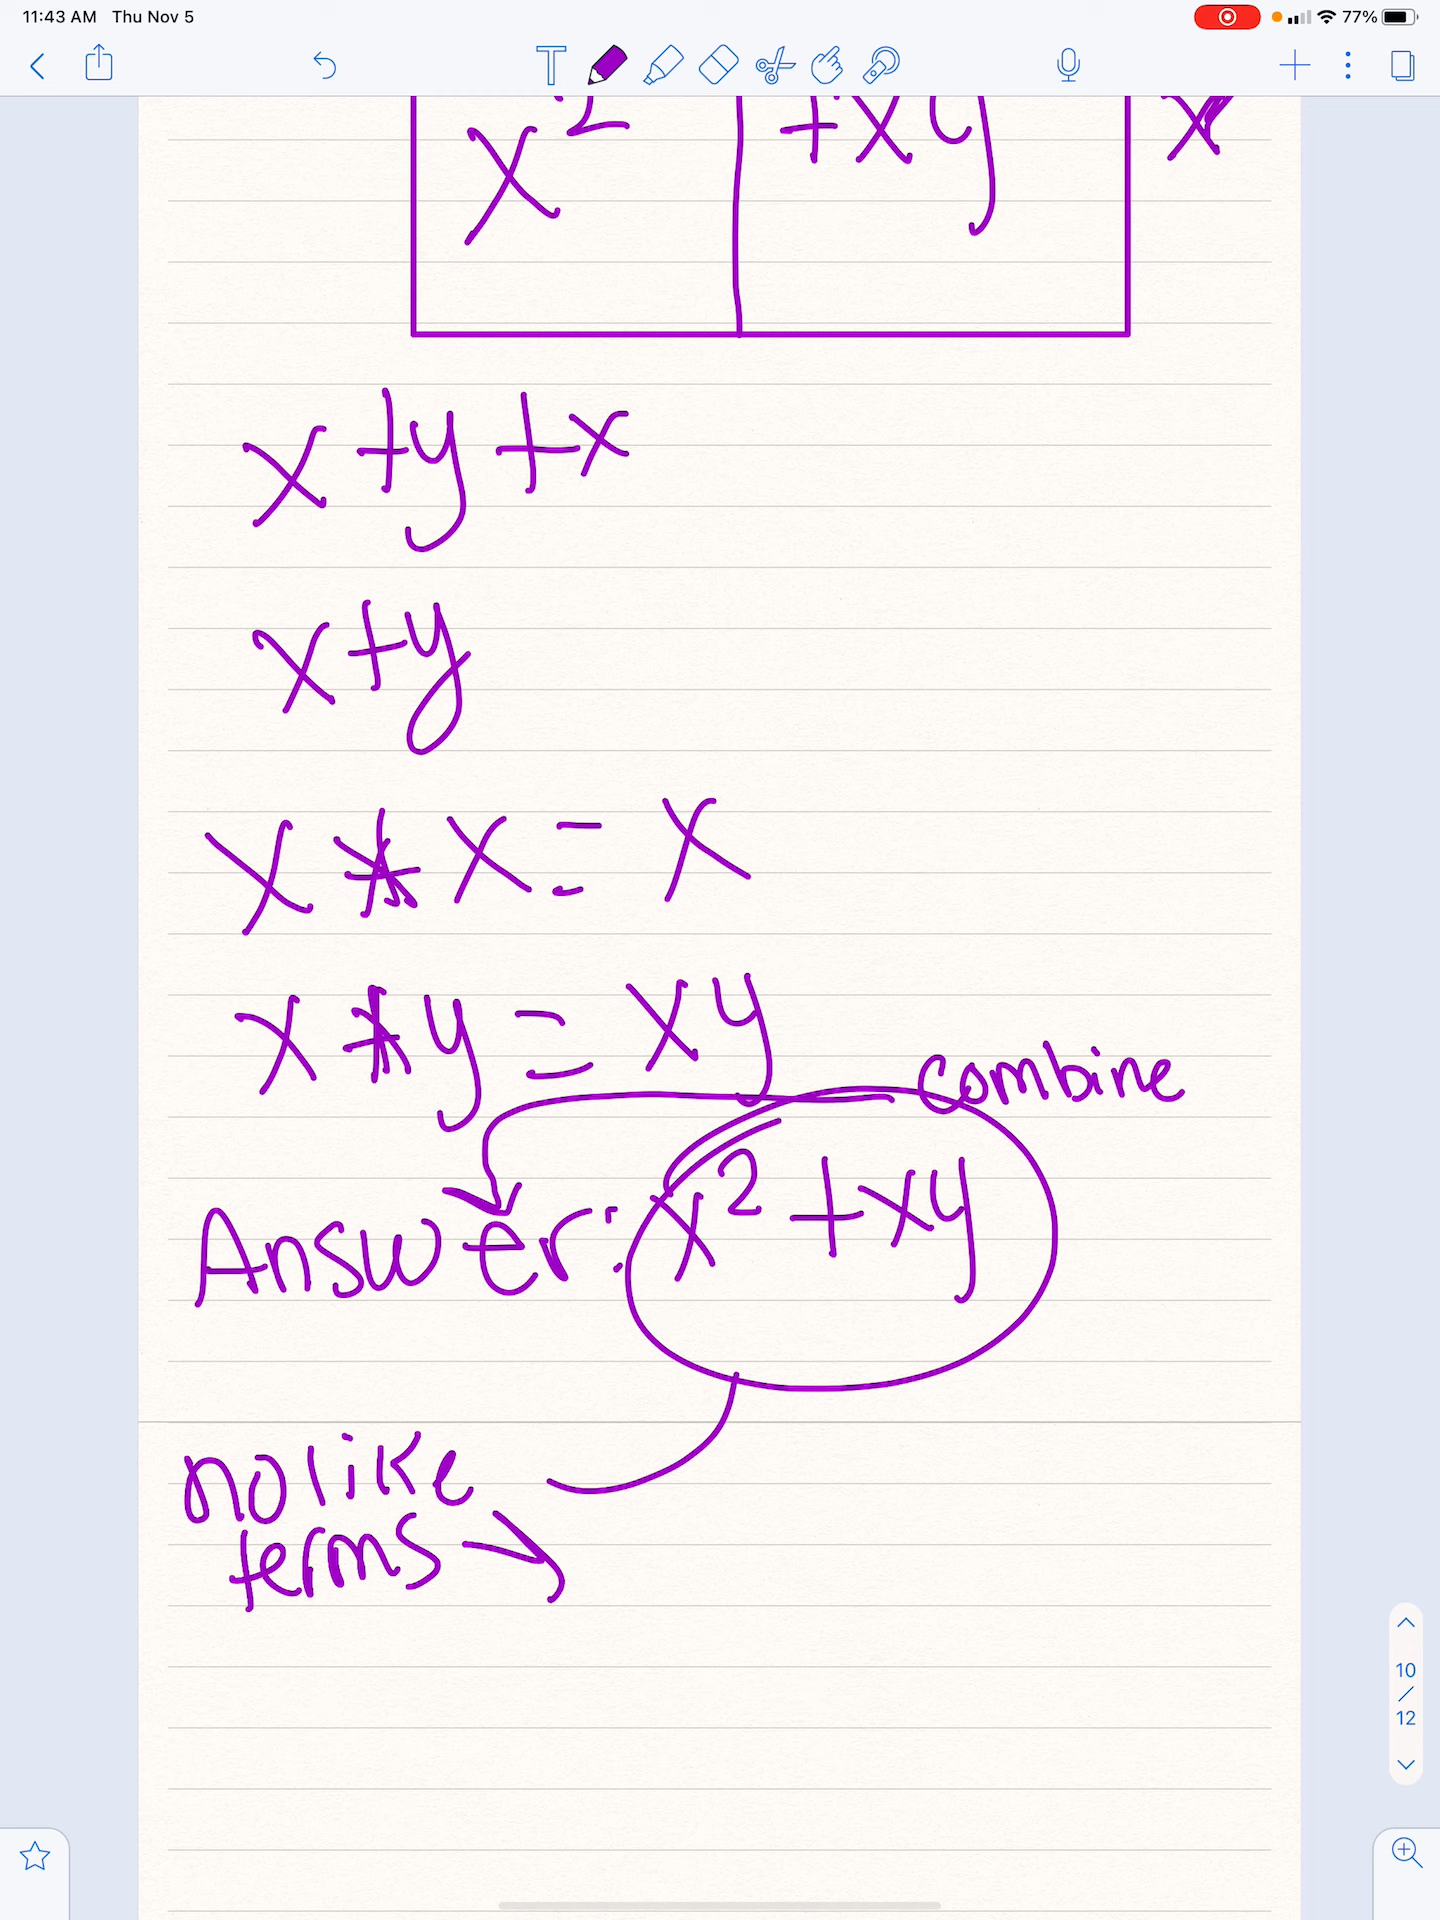 11:43 AM Thu Nov 5 77%
T
x² +xy x
x+y+x
x+y
x * x = x
x * y = xy
combine
Answer: x²+xy
no like
terms →
10
/
12